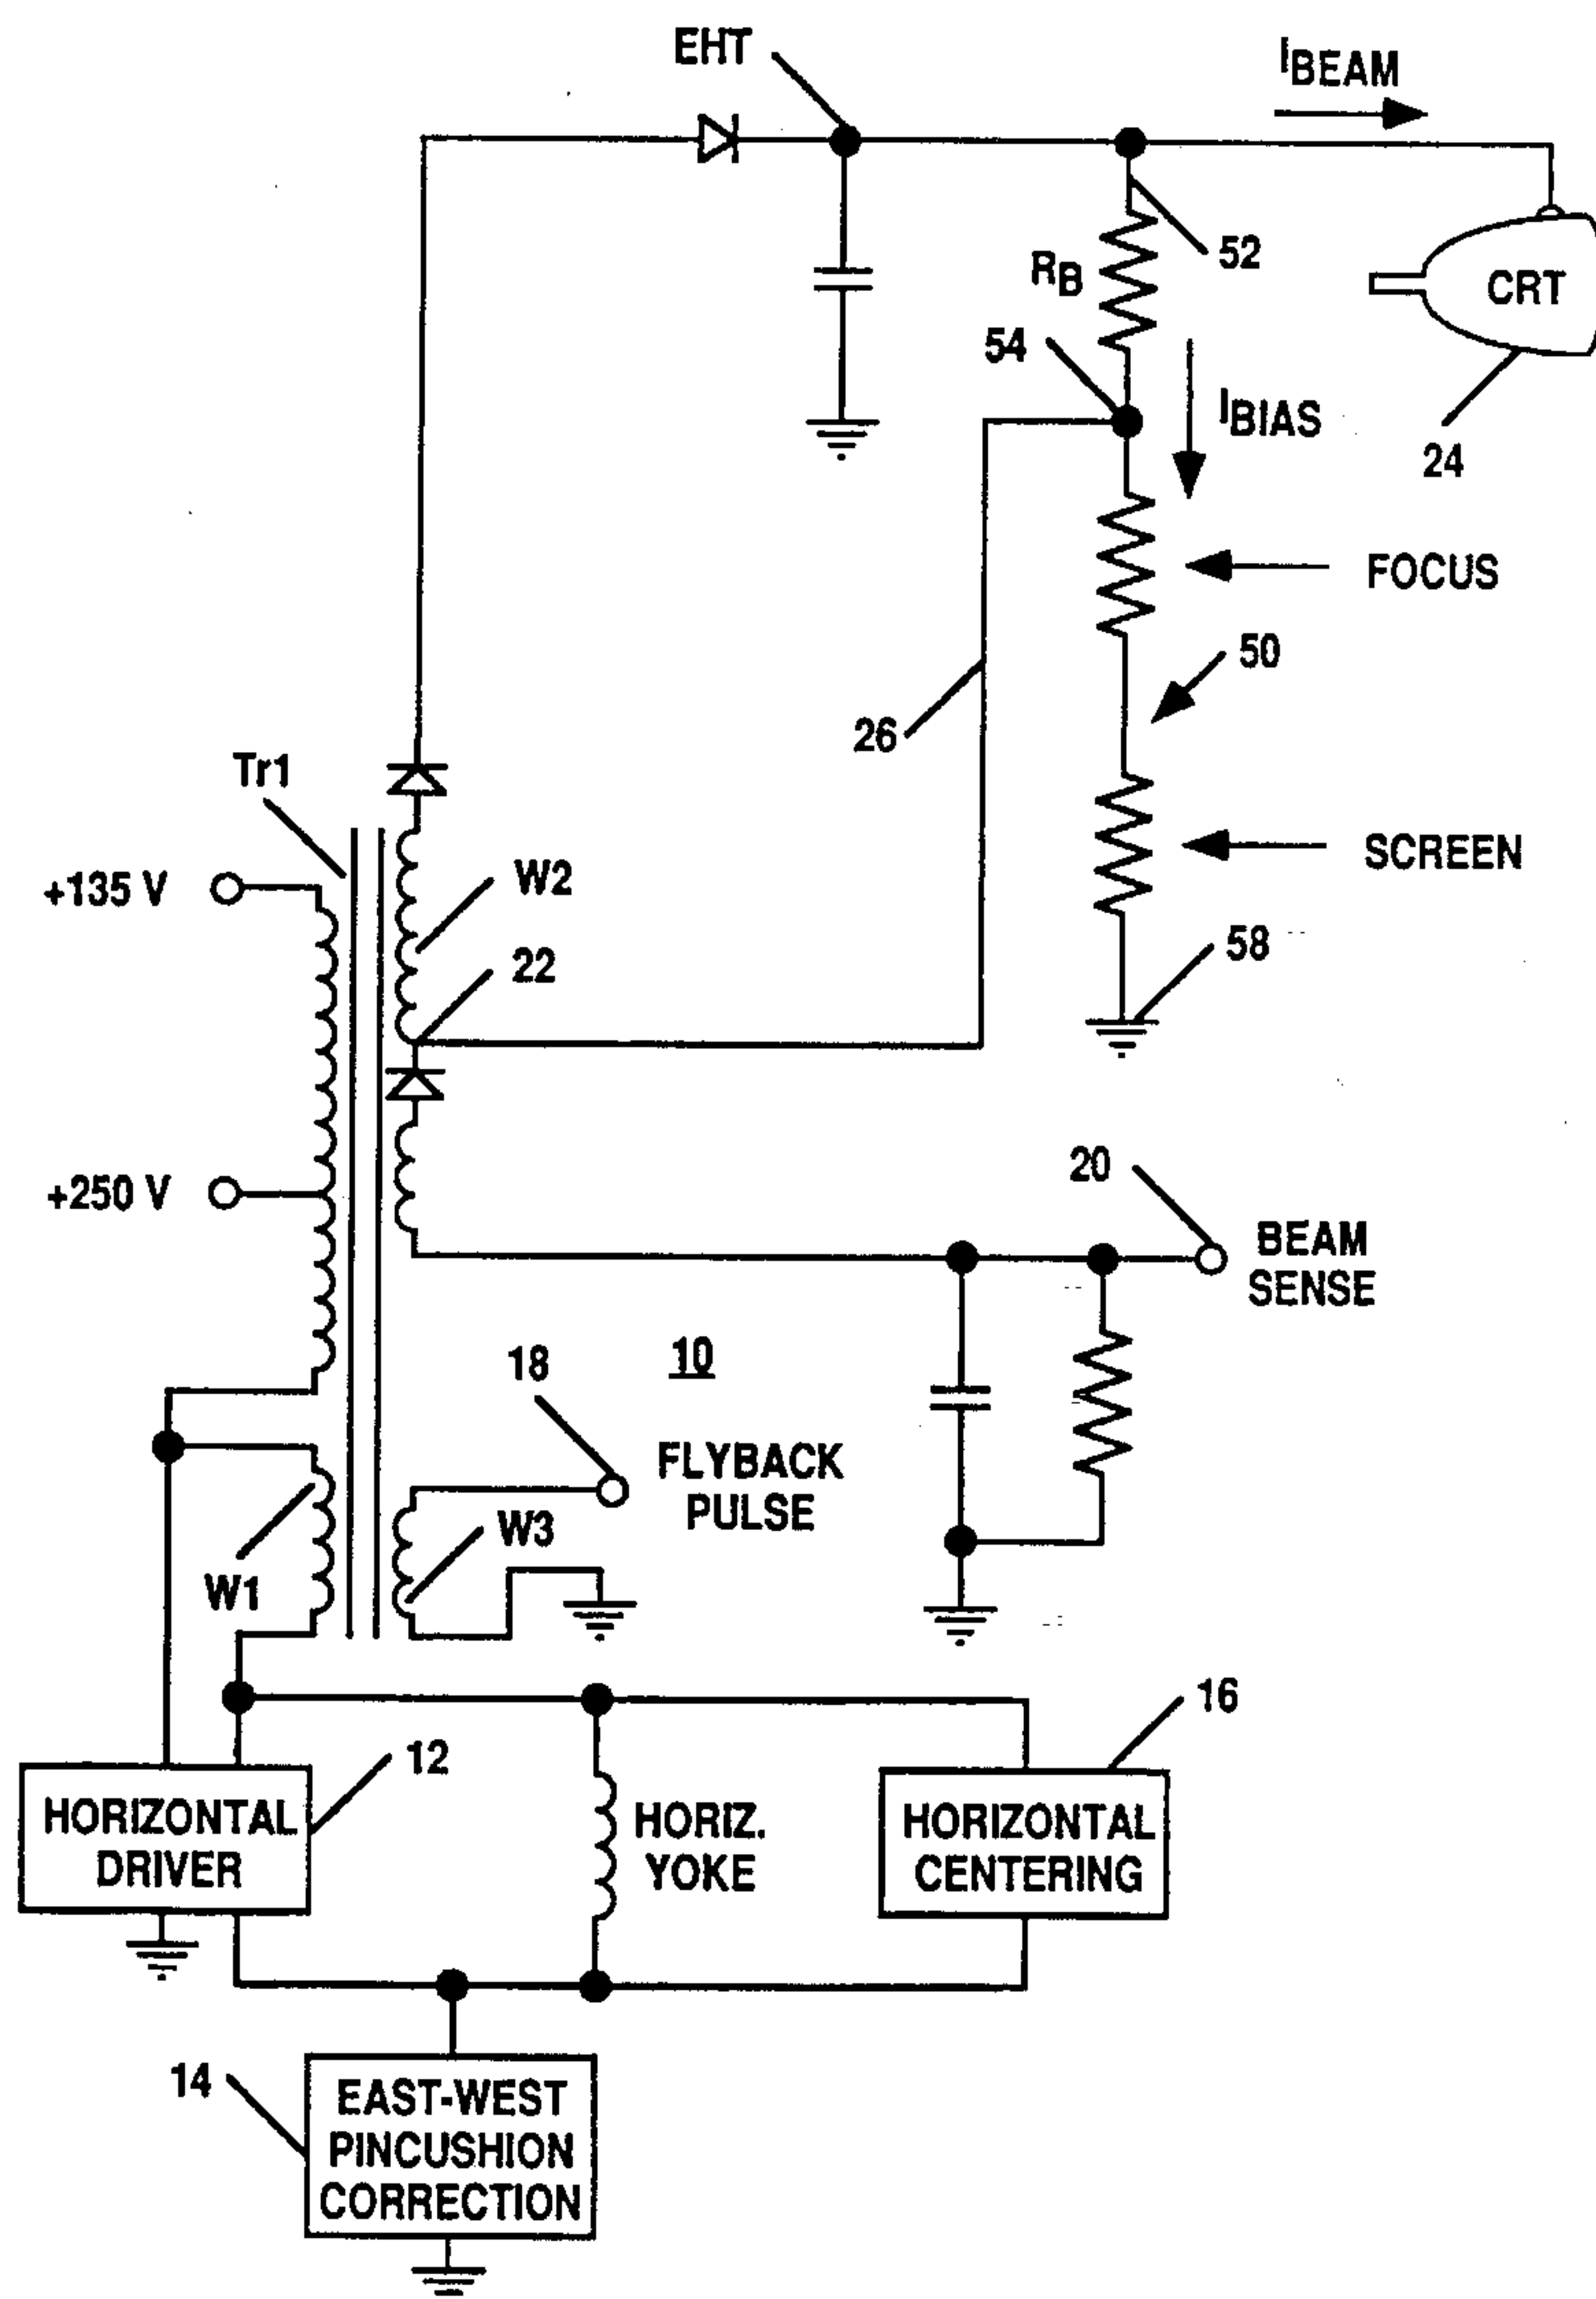 EHT
IBEAM
52
RB
CRT
54
IBIAS
24
FOCUS
50
26
Tr1
+135 V
W2
SCREEN
22
58
+250 V
20
BEAM
SENSE
10
18
FLYBACK
PULSE
W3
W1
16
12
HORIZONTAL
DRIVER
HORIZ.
YOKE
HORIZONTAL
CENTERING
14
EAST-WEST
PINCUSHION
CORRECTION